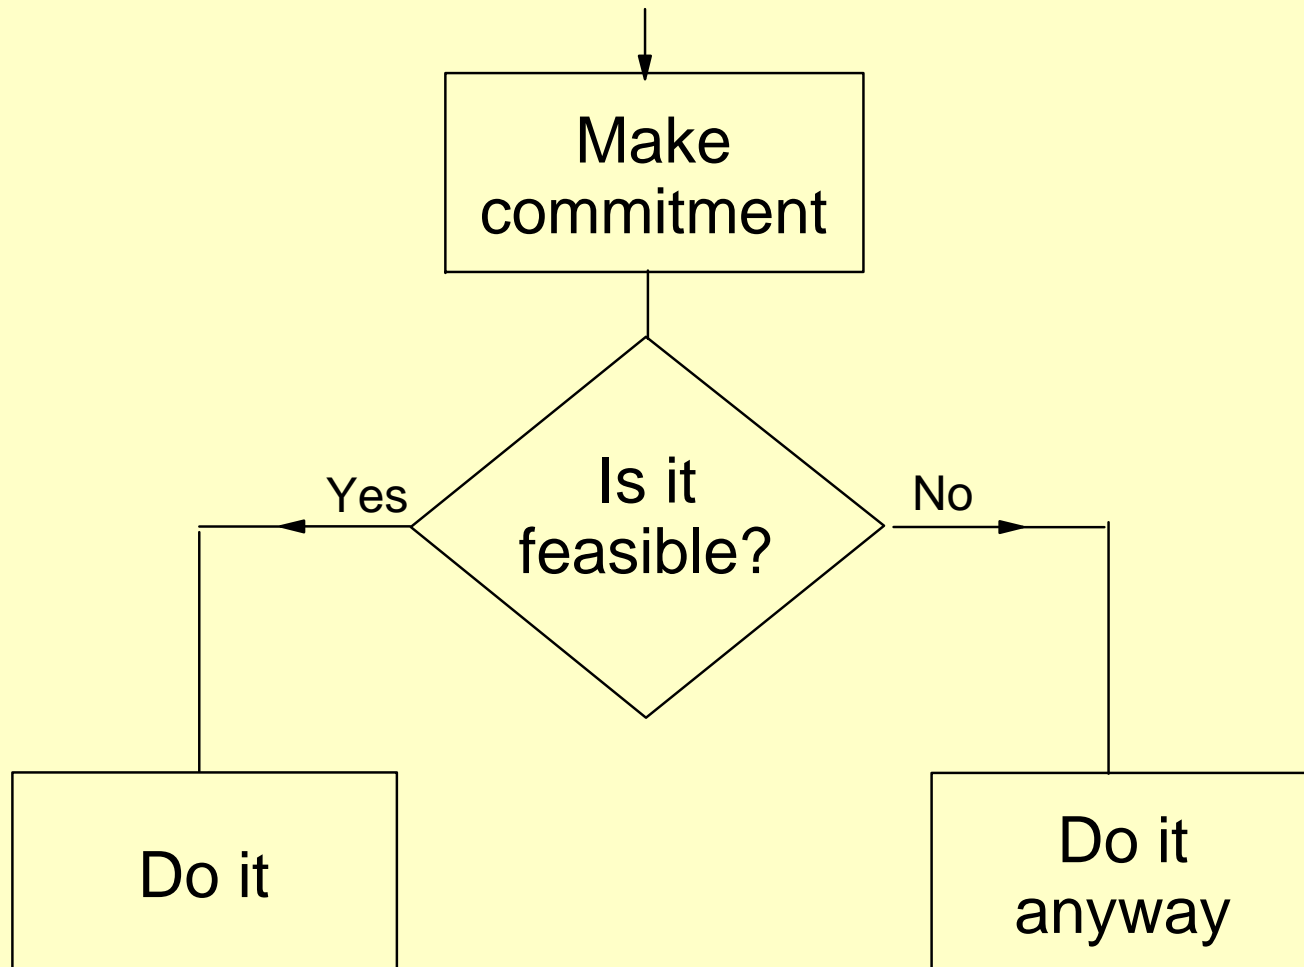 Make
commitment
Is it
feasible?
Yes
No
Do it
Do it
anyway